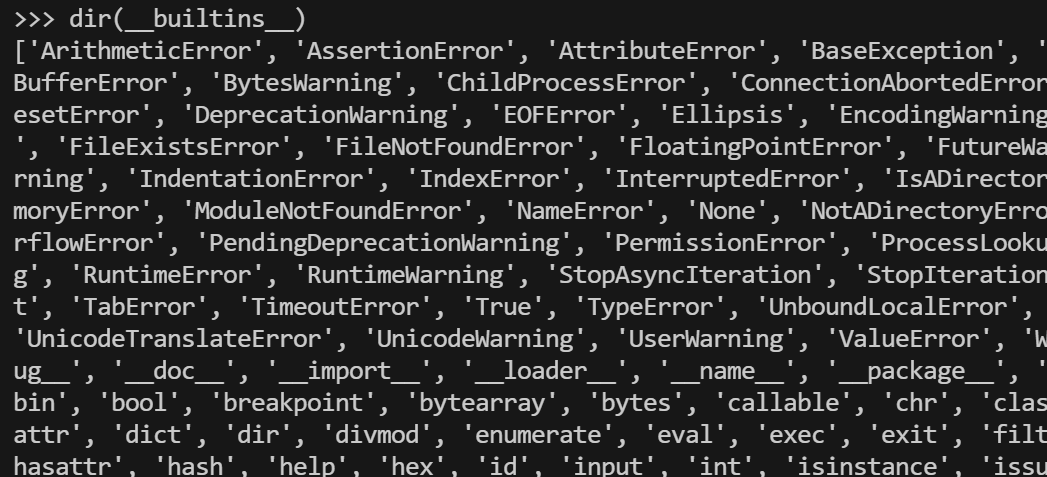 >>> dir(__builtins__)
['ArithmeticError', 'AssertionError', 'AttributeError', 'BaseException', '
BufferError', 'BytesWarning', 'ChildProcessError', 'ConnectionAbortedError
esetError', 'DeprecationWarning', 'EOFError', 'Ellipsis', 'EncodingWarning
', 'FileExistsError', 'FileNotFoundError', 'FloatingPointError', 'FutureWa
rning', 'IndentationError', 'IndexError', 'InterruptedError', 'IsADirector
moryError', 'ModuleNotFoundError', 'NameError', 'None', 'NotADirectoryErro
rflowError', 'PendingDeprecationWarning', 'PermissionError', 'ProcessLooku
g', 'RuntimeError', 'RuntimeWarning', 'StopAsyncIteration', 'StopIteration
t', 'TabError', 'TimeoutError', 'True', 'TypeError', 'UnboundLocalError',
'UnicodeTranslateError', 'UnicodeWarning', 'UserWarning', 'ValueError', 'W
ug__', '__doc__', '__import__', '__loader__', '__name__', '__package__', '
bin', 'bool', 'breakpoint', 'bytearray', 'bytes', 'callable', 'chr', 'clas
attr', 'dict', 'dir', 'divmod', 'enumerate', 'eval', 'exec', 'exit', 'filt
hasattr', 'hash', 'help', 'hex', 'id', 'input', 'int', 'isinstance', 'issu